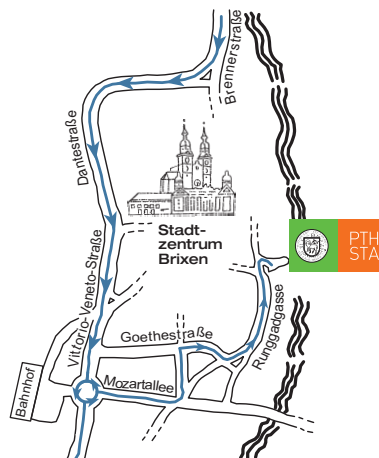 Brennerstraße
Dantestraße
Stadt-
zentrum
Brixen
PTH
STA
Vittorio-Veneto-Straße
Goethestraße
Runggadgasse
Mozartallee
Bahnhof